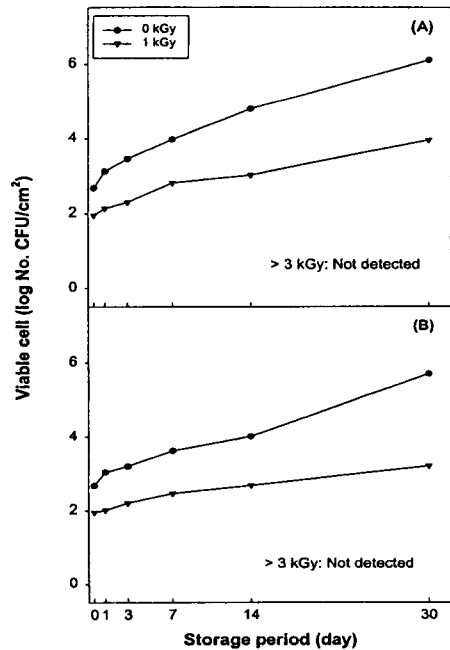 0 kGy
1 kGy
(A)
6
4
2
0
> 3 kGy: Not detected
(B)
6
4
2
0
> 3 kGy: Not detected
0 1 3 7 14 30
Storage period (day)
Viable cell (log No. CFU/cm²)